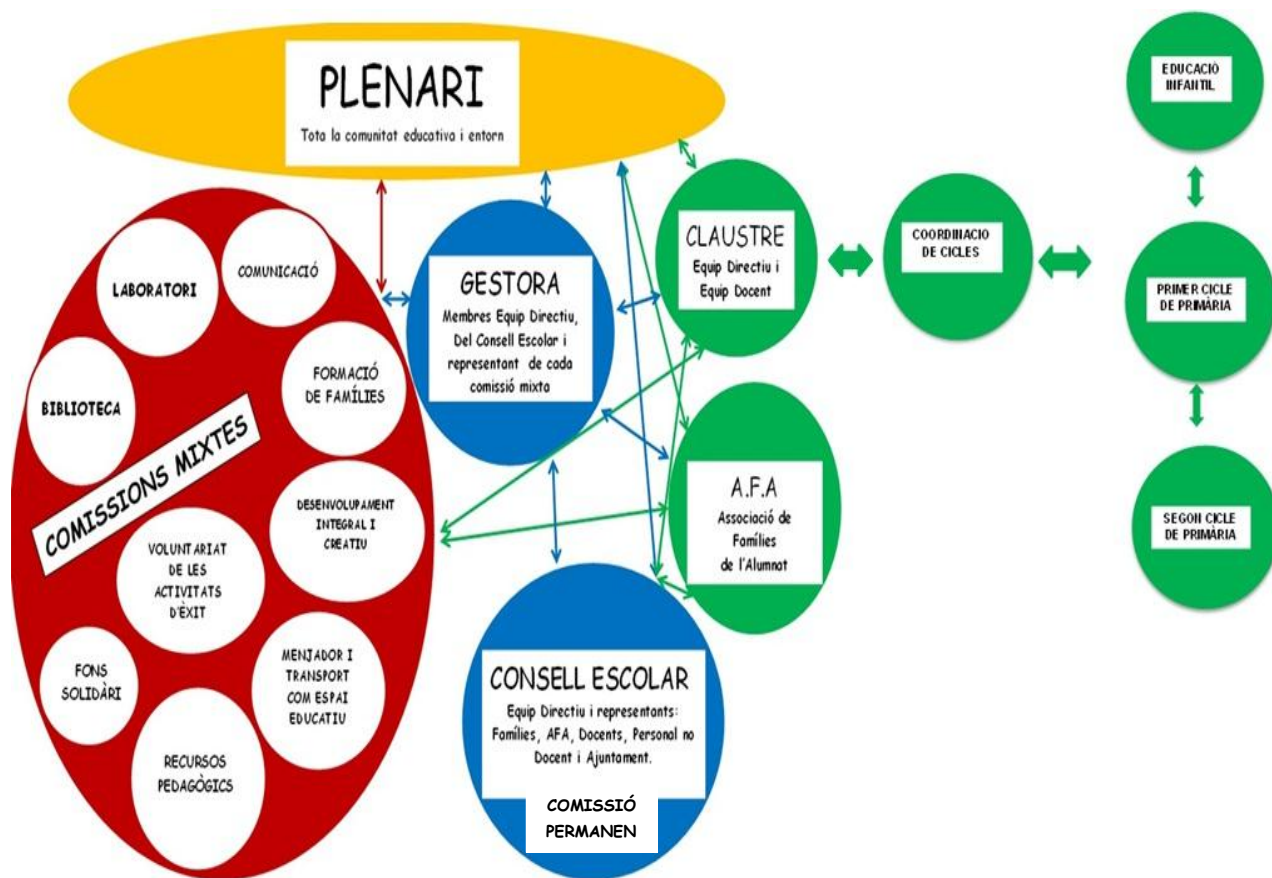 PLENARI
Tota la comunitat educativa i entorn
LABORATORI
COMUNICACIÓ
BIBLIOTECA
FORMACIÓ
DE FAMÍLIES
COMISSIONS MIXTES
DESENVOLUPAMENT
INTEGRAL I
CREATIU
VOLUNTARIAT
DE LES
ACTIVITATS
D'ÈXIT
FONS
SOLIDÀRI
MENJADOR I
TRANSPORT
COM ESPAI
EDUCATIU
RECURSOS
PEDAGÒGICS
GESTORA
Membres Equip Directiu,
Del Consell Escolar i
representant de cada
comissió mixta
CLAUSTRE
Equip Directiu i
Equip Docent
A.F.A
Associació de
Famílies
de l'Alumnat
CONSELL ESCOLAR
Equip Directiu i representants:
Famílies, AFA, Docents, Personal no
Docent i Ajuntament.
COMISSIÓ
PERMANEN
COORDINACIO
DE CICLES
EDUCACIÒ
INFANTIL
PRIMER CICLE
DE PRIMÀRIA
SEGON CICLE
DE PRIMÀRIA